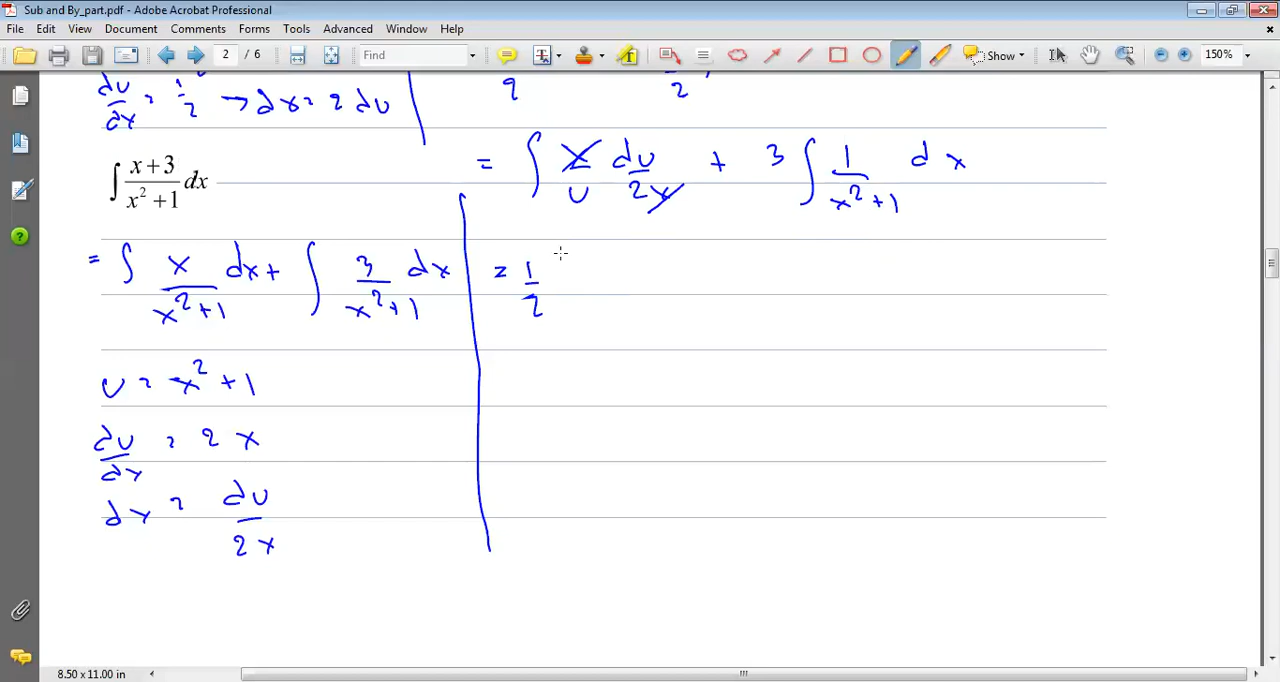 Sub and By_part.pdf - Adobe Acrobat Professional
File Edit View Document Comments Forms Tools Advanced Window Help
2 / 6 Find Show 150%
du/dx = 1/2 → dx = 2 du
9
2
∫ (x + 3)/(x² + 1) dx
= ∫ x/u du/2x + 3 ∫ 1/(x² + 1) dx
= ∫ x/(x² + 1) dx + ∫ 3/(x² + 1) dx
= 1/2
u = x² + 1
du/dx = 2x
dx = du/2x
8.50 x 11.00 in